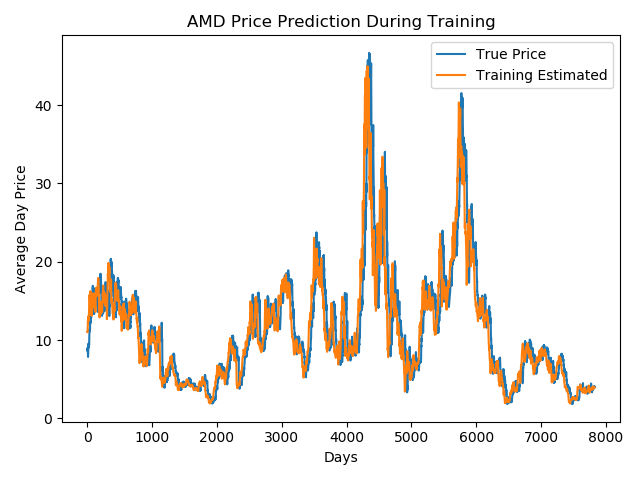 AMD Price Prediction During Training
True Price
Training Estimated
Average Day Price
40
30
20
10
0
0 1000 2000 3000 4000 5000 6000 7000 8000
Days